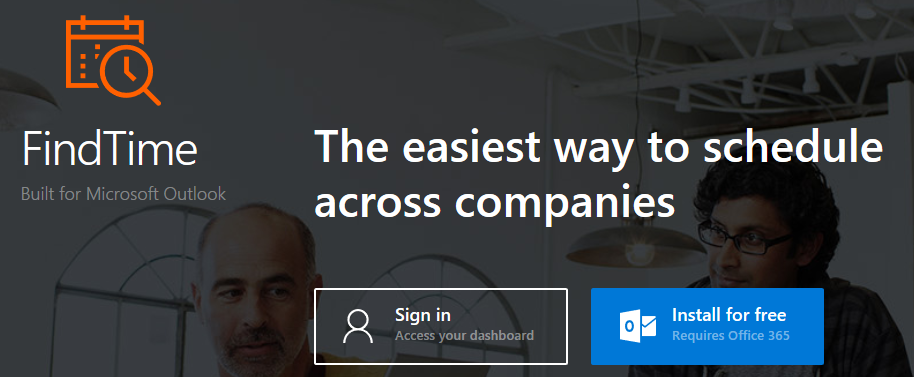 FindTime
Built for Microsoft Outlook
The easiest way to schedule
across companies
Sign in
Access your dashboard
Install for free
Requires Office 365